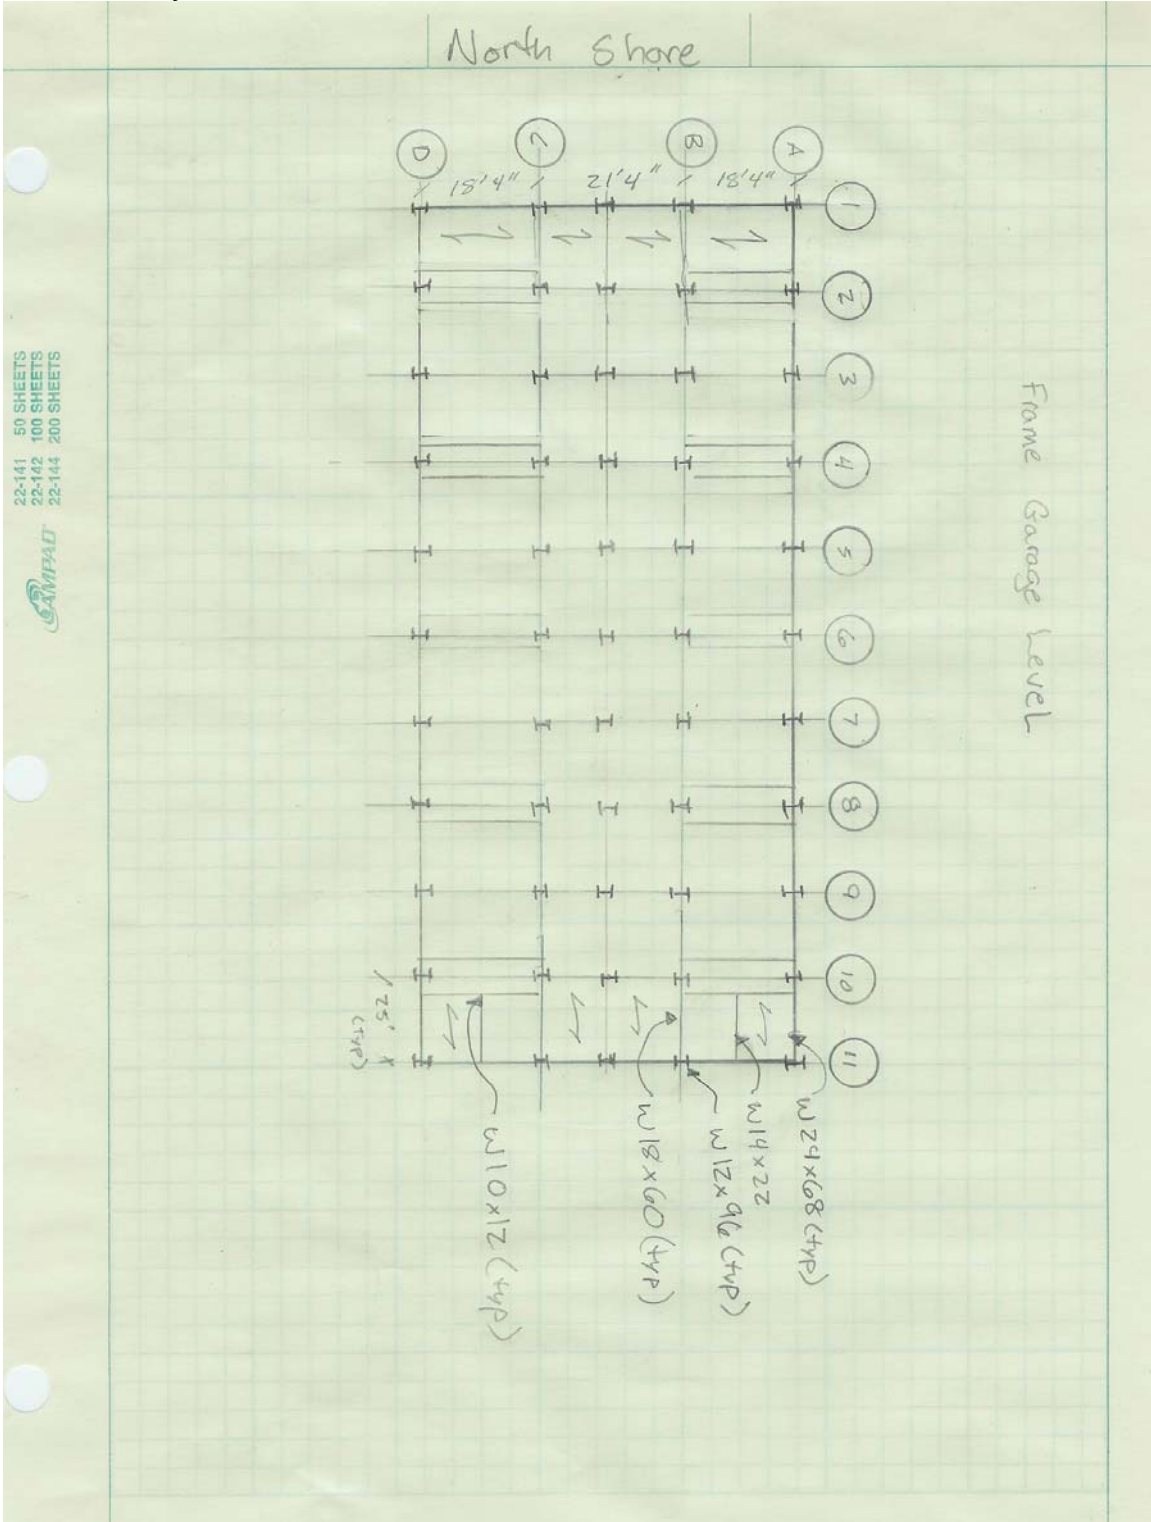 North Shore
Frame Garage Level
D C B A
18'4" 21'4" 18'4"
1
2
3
4
5
6
7
8
9
10
11
25'
(typ)
W10x12 (typ)
W18x60 (typ)
W12x96 (typ)
W14x22
W24x68 (typ)
22-141 50 SHEETS
22-142 100 SHEETS
22-144 200 SHEETS
CAMPAD